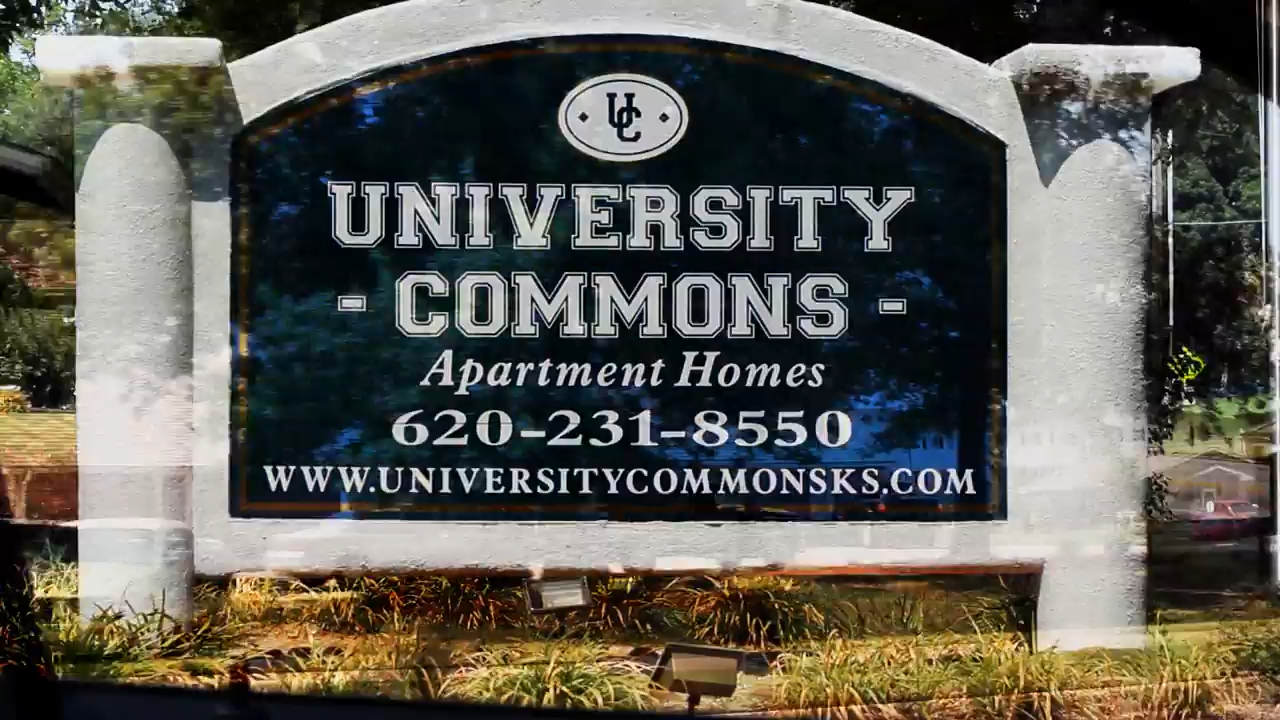 UC
UNIVERSITY
- COMMONS -
Apartment Homes
620-231-8550
WWW.UNIVERSITYCOMMONSKS.COM